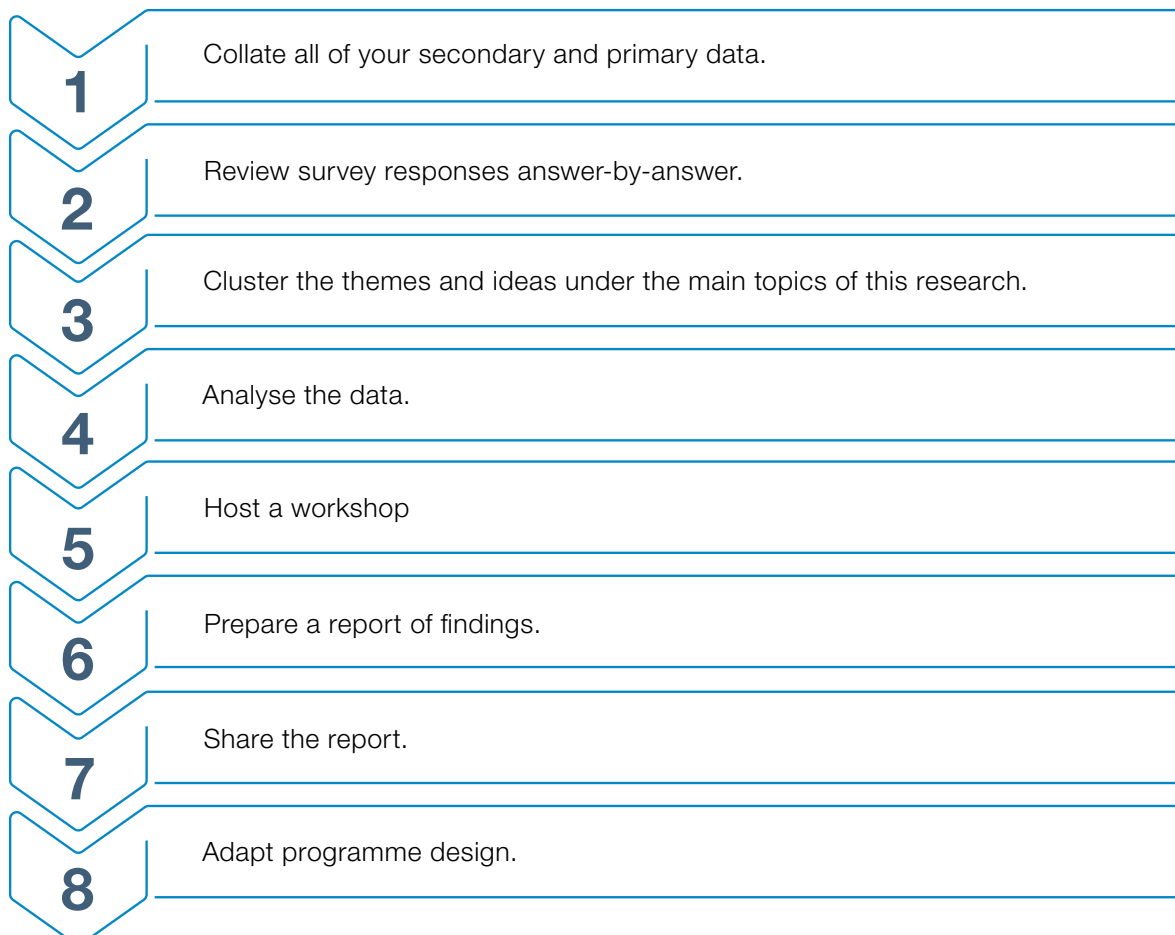 1
Collate all of your secondary and primary data.
2
Review survey responses answer-by-answer.
3
Cluster the themes and ideas under the main topics of this research.
4
Analyse the data.
5
Host a workshop
6
Prepare a report of findings.
7
Share the report.
8
Adapt programme design.